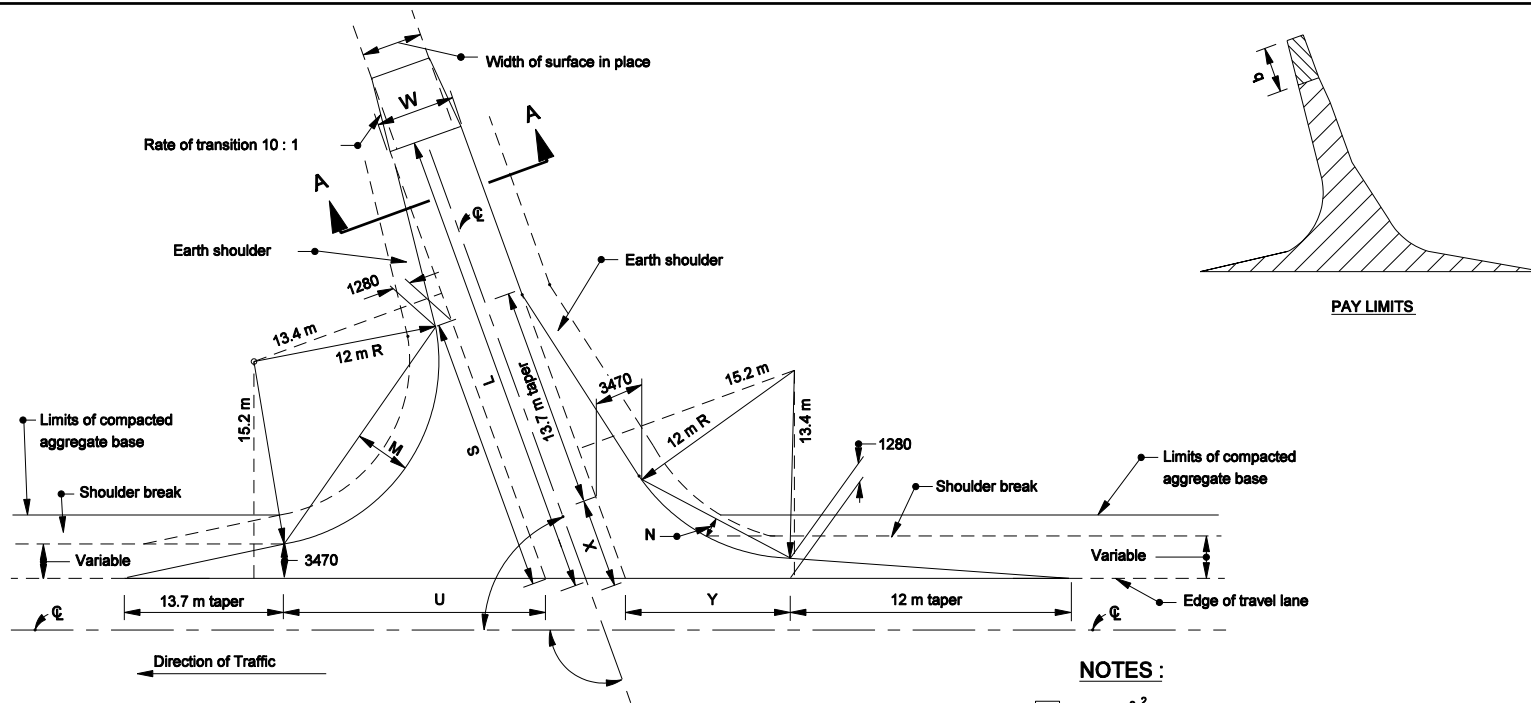 Width of surface in place
W
Rate of transition 10 : 1
A
A
b
℄
Earth shoulder
Earth shoulder
1280
13.4 m
12 m R
PAY LIMITS
L
13.7 m taper
3470
15.2 m
15.2 m
12 m R
13.4 m
S
M
1280
Limits of compacted
aggregate base
Limits of compacted
aggregate base
Shoulder break
Shoulder break
N
X
Variable
3470
Variable
13.7 m taper
U
Y
12 m taper
Edge of travel lane
℄
℄
Direction of Traffic
NOTES :
2